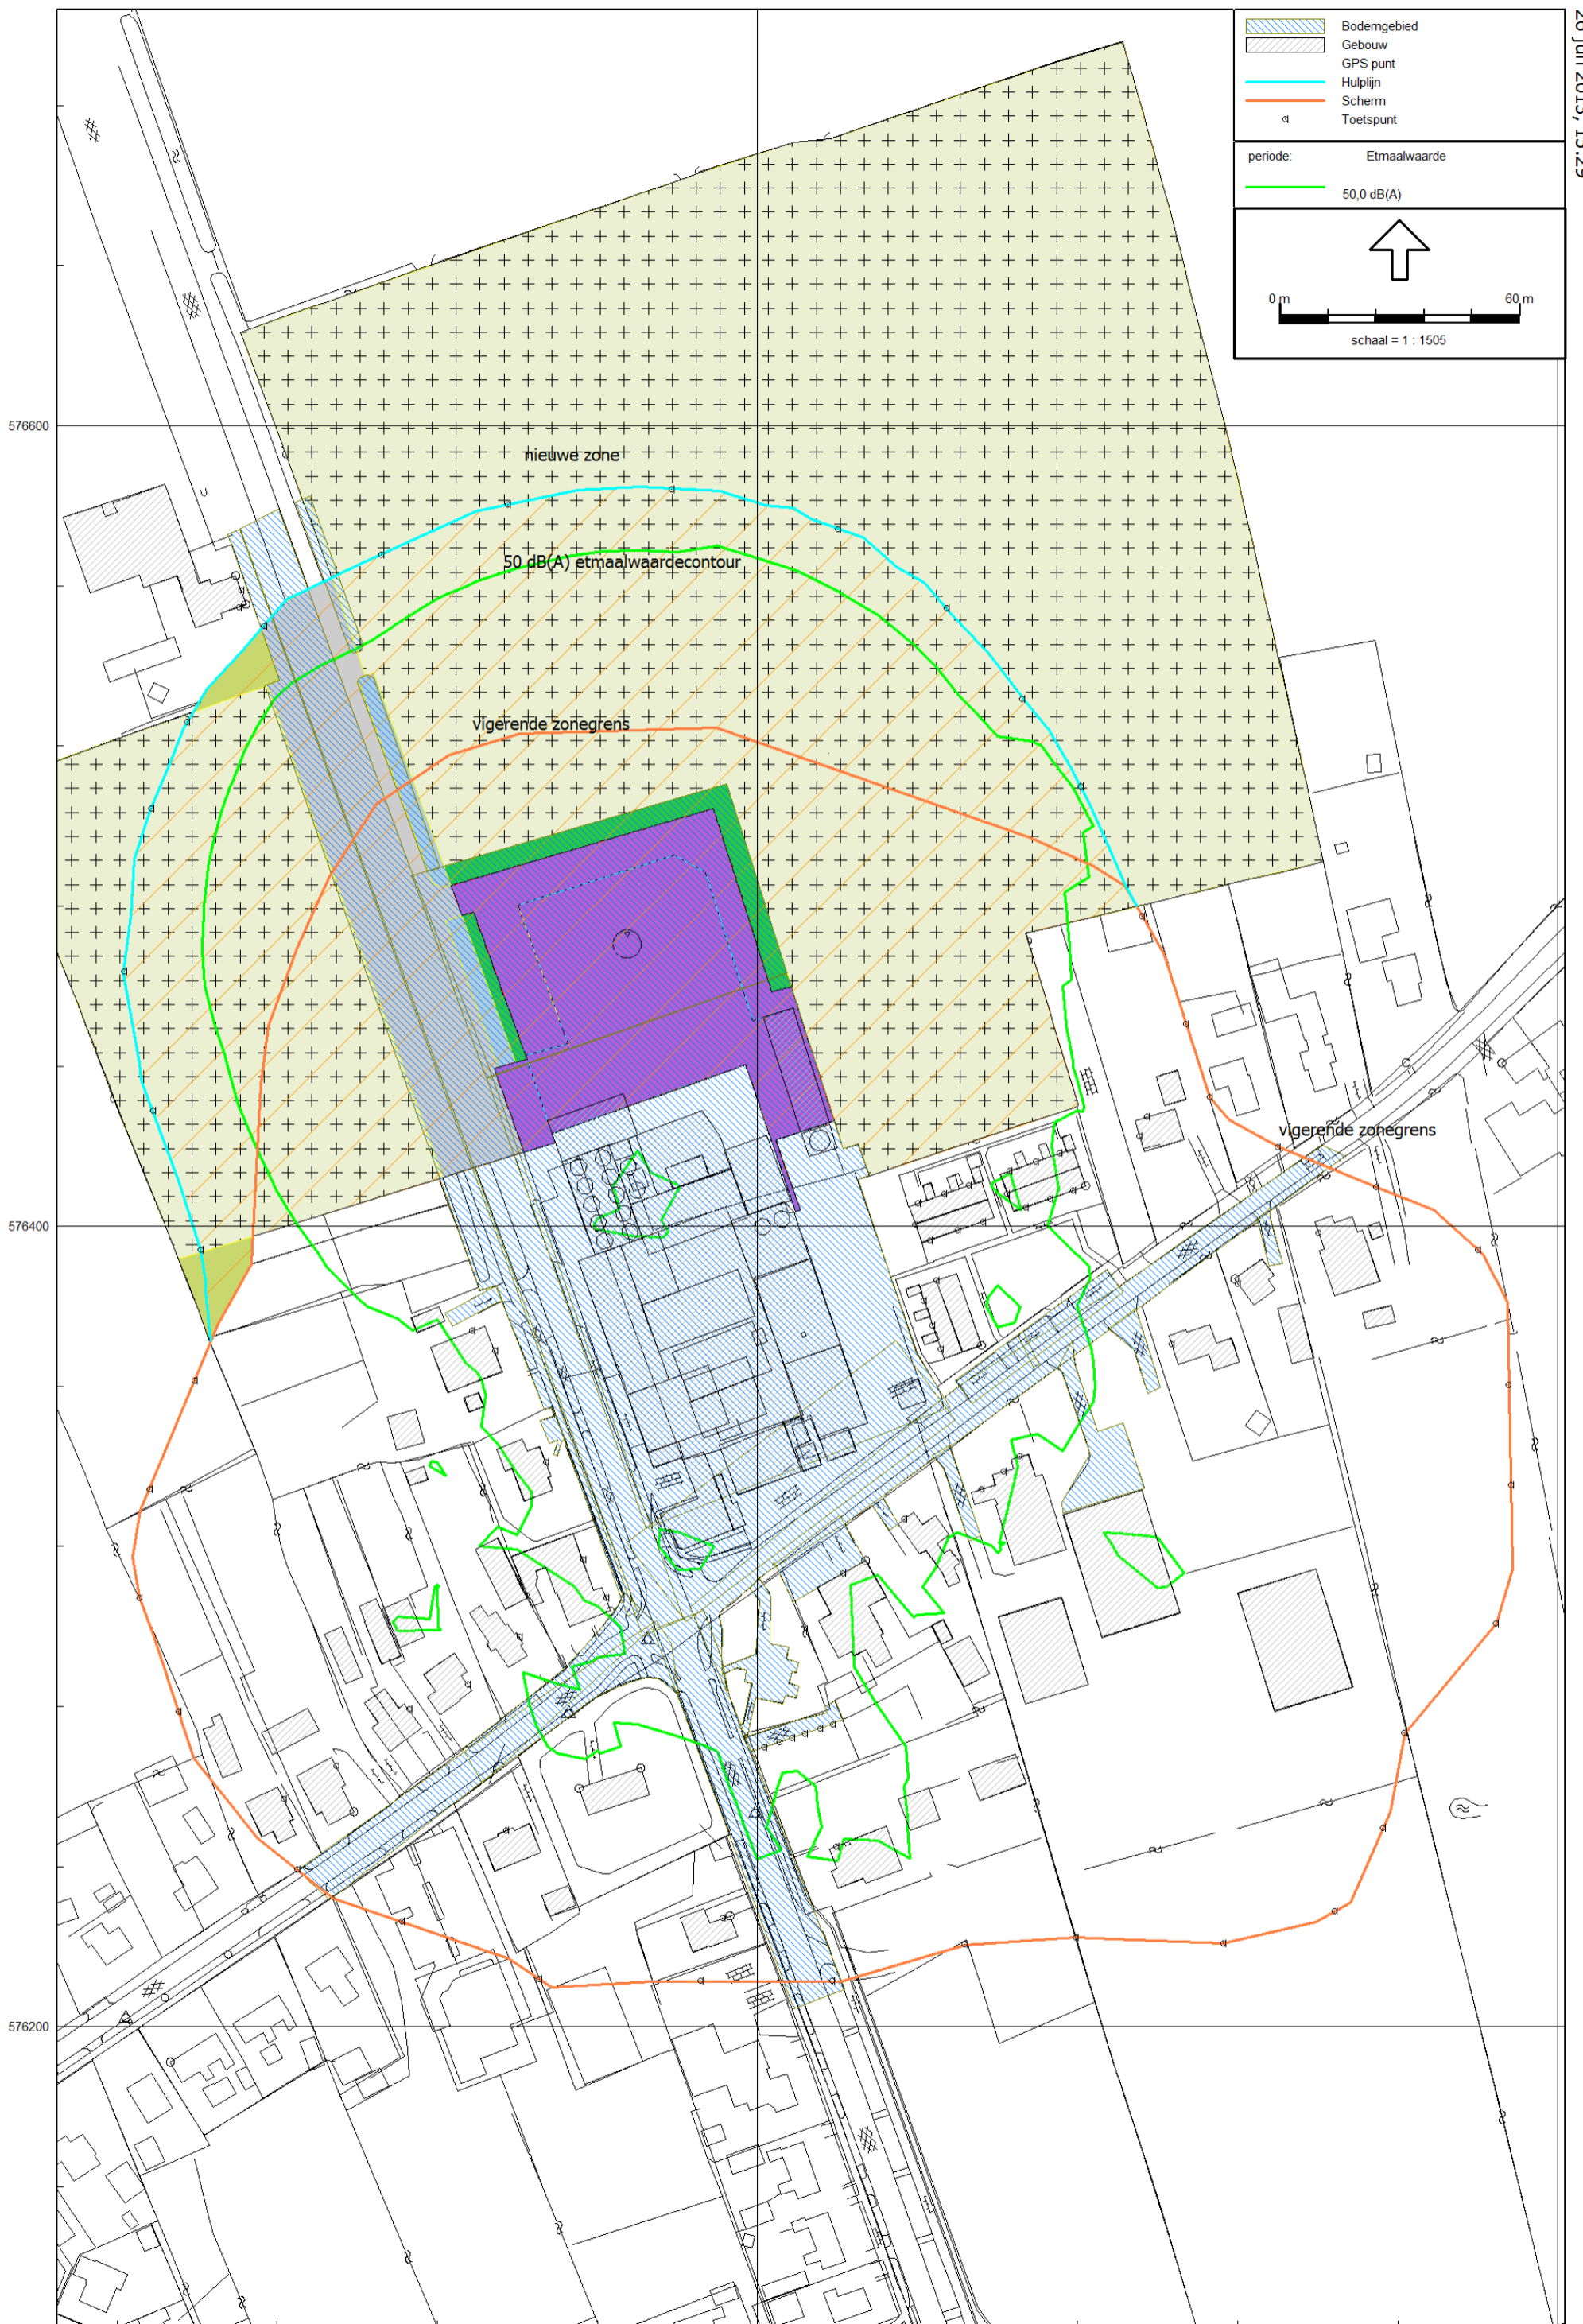 Bodemgebied
Gebouw
GPS punt
Hulplijn
Scherm
Toetspunt
periode: Etmaalwaarde
50,0 dB(A)
0 m 60 m
schaal = 1 : 1505
576600
nieuwe zone
50 dB(A) etmaalwaardecontour
vigerende zonegrens
vigerende zonegrens
576400
576200